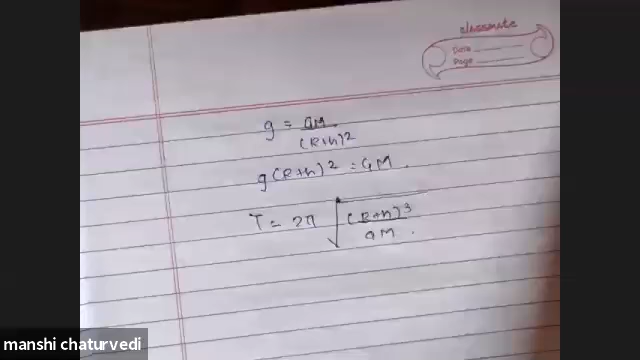 classmate
Date
Page
g = GM
(R+h)²
g(R+h)² = GM.
T = 2π √ (R+h)³
GM.
manshi chaturvedi